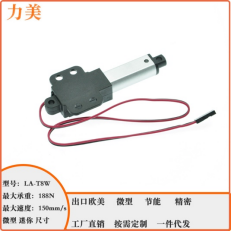 力美
型号: LA-T8W
最大承重: 188N
最大速度: 150mm/s
微型 迷你 尺寸
出口欧美 微型 节能 精密
工厂直销 按需定制 一件代发